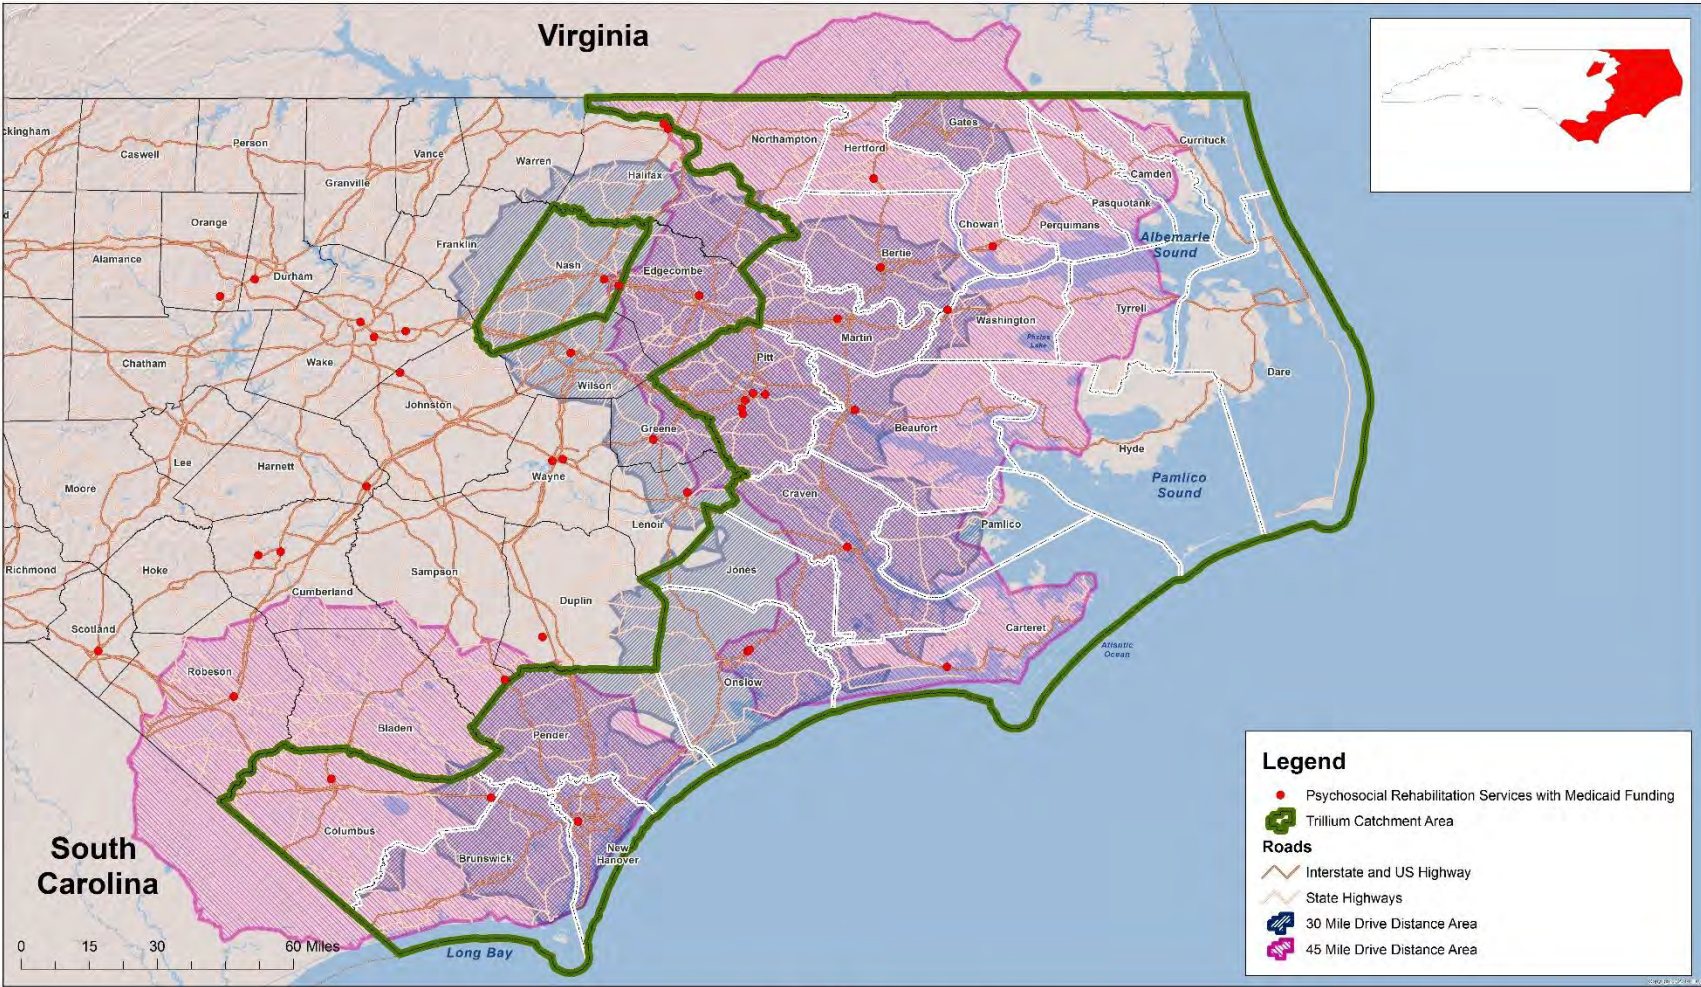 Virginia
ckingham
Caswell
Person
Vance
Warren
Northampton
Hertford
Gates
Currituck
Granville
Halifax
Camden
d
Orange
Franklin
Chowan
Perquimans
Pasquotank
Albemarle
Sound
Alamance
Durham
Nash
Edgecombe
Bertie
Washington
Tyrrell
Chatham
Wake
Wilson
Pitt
Martin
Phelps
Lake
Dare
Johnston
Greene
Beaufort
Hyde
Lee
Harnett
Wayne
Moore
Craven
Pamlico
Sound
Lenoir
Pamlico
Richmond
Hoke
Sampson
Jones
Cumberland
Duplin
Scotland
Carteret
Atlantic
Ocean
Robeson
Onslow
Bladen
Pender
Columbus
Brunswick
New
Hanover
South
Carolina
Long Bay
0 15 30 60 Miles
Legend
Psychosocial Rehabilitation Services with Medicaid Funding
Trillium Catchment Area
Roads
Interstate and US Highway
State Highways
30 Mile Drive Distance Area
45 Mile Drive Distance Area